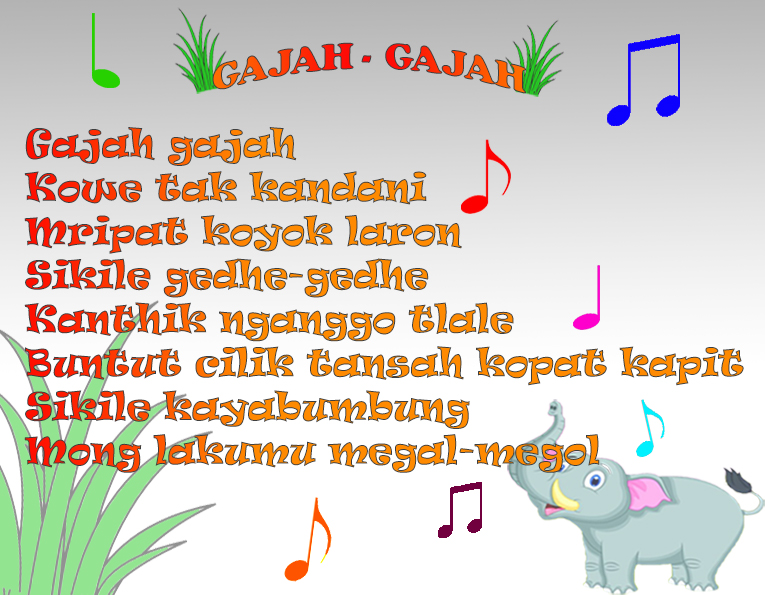 GAJAH - GAJAH
Gajah gajah
Kowe tak kandani
Mripat koyok laron
Sikile gedhe-gedhe
Kanthik nganggo tlale
Buntut cilik tansah kopat kapit
Sikile kayabumbung
Mong lakumu megal-megol